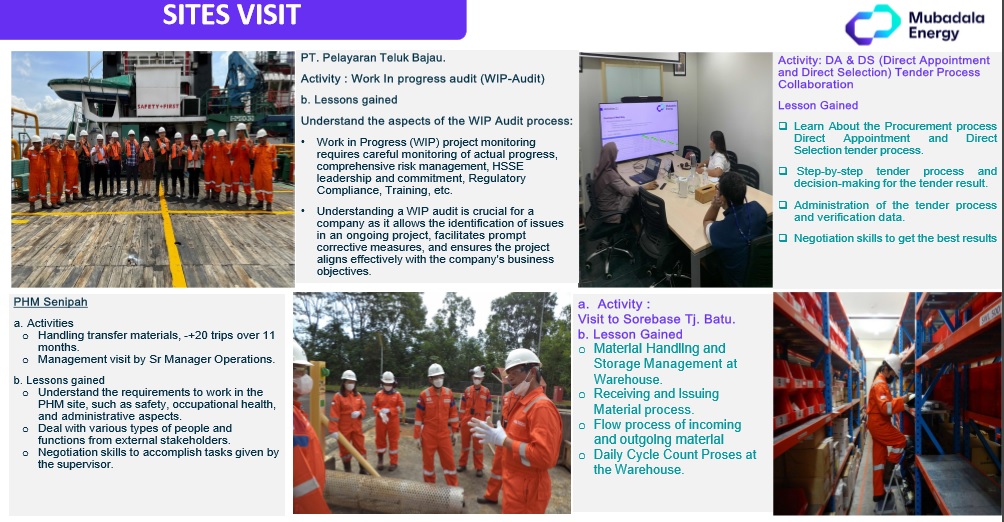 SITES VISIT
Mubadala
Energy
SAFETY FIRST
PT. Pelayaran Teluk Bajau.
Activity : Work In progress audit (WIP-Audit)
b. Lessons gained
Understand the aspects of the WIP Audit process:
• Work in Progress (WIP) project monitoring
requires careful monitoring of actual progress,
comprehensive risk management, HSSE
leadership and commitment, Regulatory
Compliance, Training, etc.
• Understanding a WIP audit is crucial for a
company as it allows the identification of issues
in an ongoing project, facilitates prompt
corrective measures, and ensures the project
aligns effectively with the company's business
objectives.
Activity: DA & DS (Direct Appointment
and Direct Selection) Tender Process
Collaboration
Lesson Gained
❑ Learn About the Procurement process
Direct Appointment and Direct
Selection tender process.
❑ Step-by-step tender process and
decision-making for the tender result.
❑ Administration of the tender process
and verification data.
❑ Negotiation skills to get the best results
PHM Senipah
a. Activities
o Handling transfer materials, -+20 trips over 11
months.
o Management visit by Sr Manager Operations.
b. Lessons gained
o Understand the requirements to work in the
PHM site, such as safety, occupational health,
and administrative aspects.
o Deal with various types of people and
functions from external stakeholders.
o Negotiation skills to accomplish tasks given by
the supervisor.
a. Activity :
Visit to Sorebase Tj. Batu.
b. Lesson Gained
o Material Handling and
Storage Management at
Warehouse.
o Receiving and Issuing
Material process.
o Flow process of incoming
and outgoing material
o Daily Cycle Count Proses at
the Warehouse.